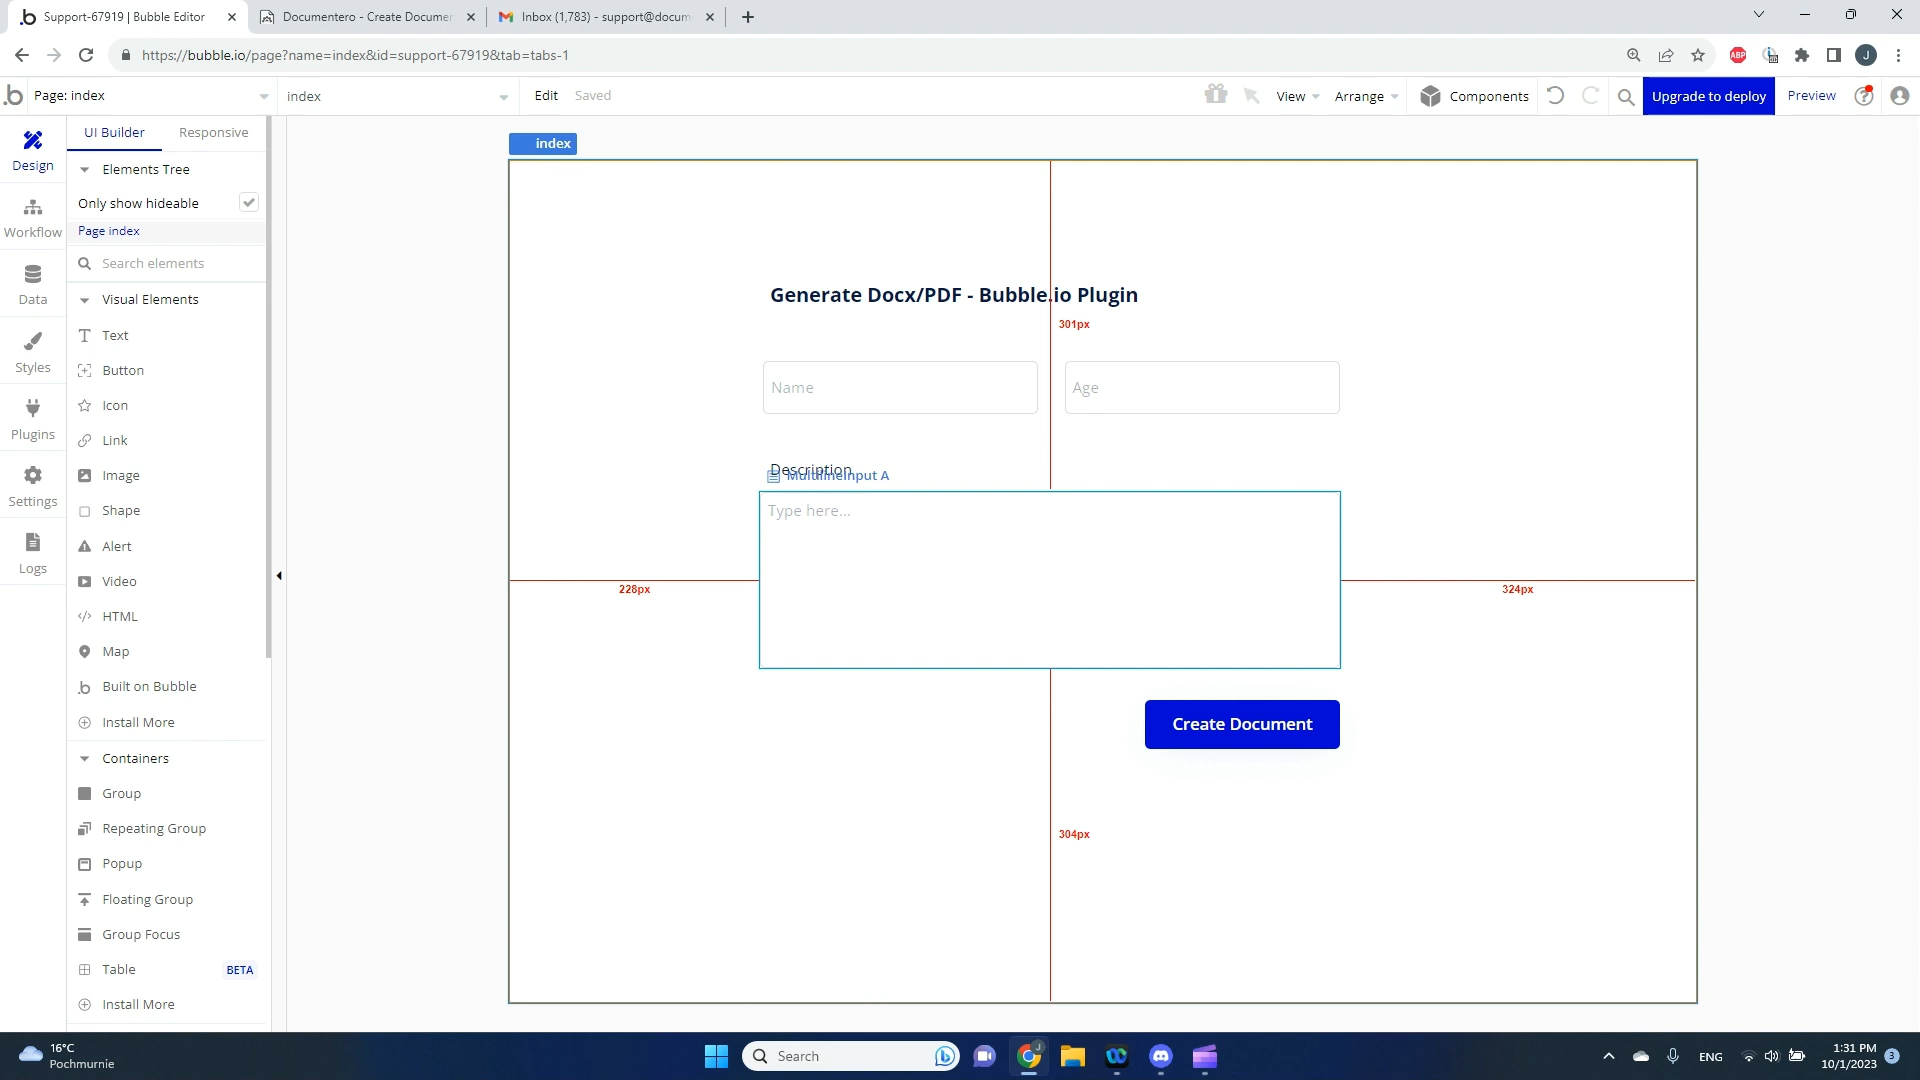 Support-67919 | Bubble Editor
Documentero - Create Documen
Inbox (1,783) - support@docum
https://bubble.io/page?name=index&id=support-67919&tab=tabs-1
ABP
J
Page: index
index
Edit
Saved
View
Arrange
Components
Upgrade to deploy
Preview
Design
Workflow
Data
Styles
Plugins
Settings
Logs
UI Builder
Responsive
Elements Tree
Only show hideable
Page index
Search elements
Visual Elements
Text
Button
Icon
Link
Image
Shape
Alert
Video
HTML
Map
Built on Bubble
Install More
Containers
Group
Repeating Group
Popup
Floating Group
Group Focus
Table
BETA
Install More
index
Generate Docx/PDF - Bubble.io Plugin
301px
Name
Age
Description
MultilineInput A
Type here...
228px
324px
Create Document
304px
16°C
Pochmurnie
Search
J
ENG
1:31 PM
10/1/2023
3